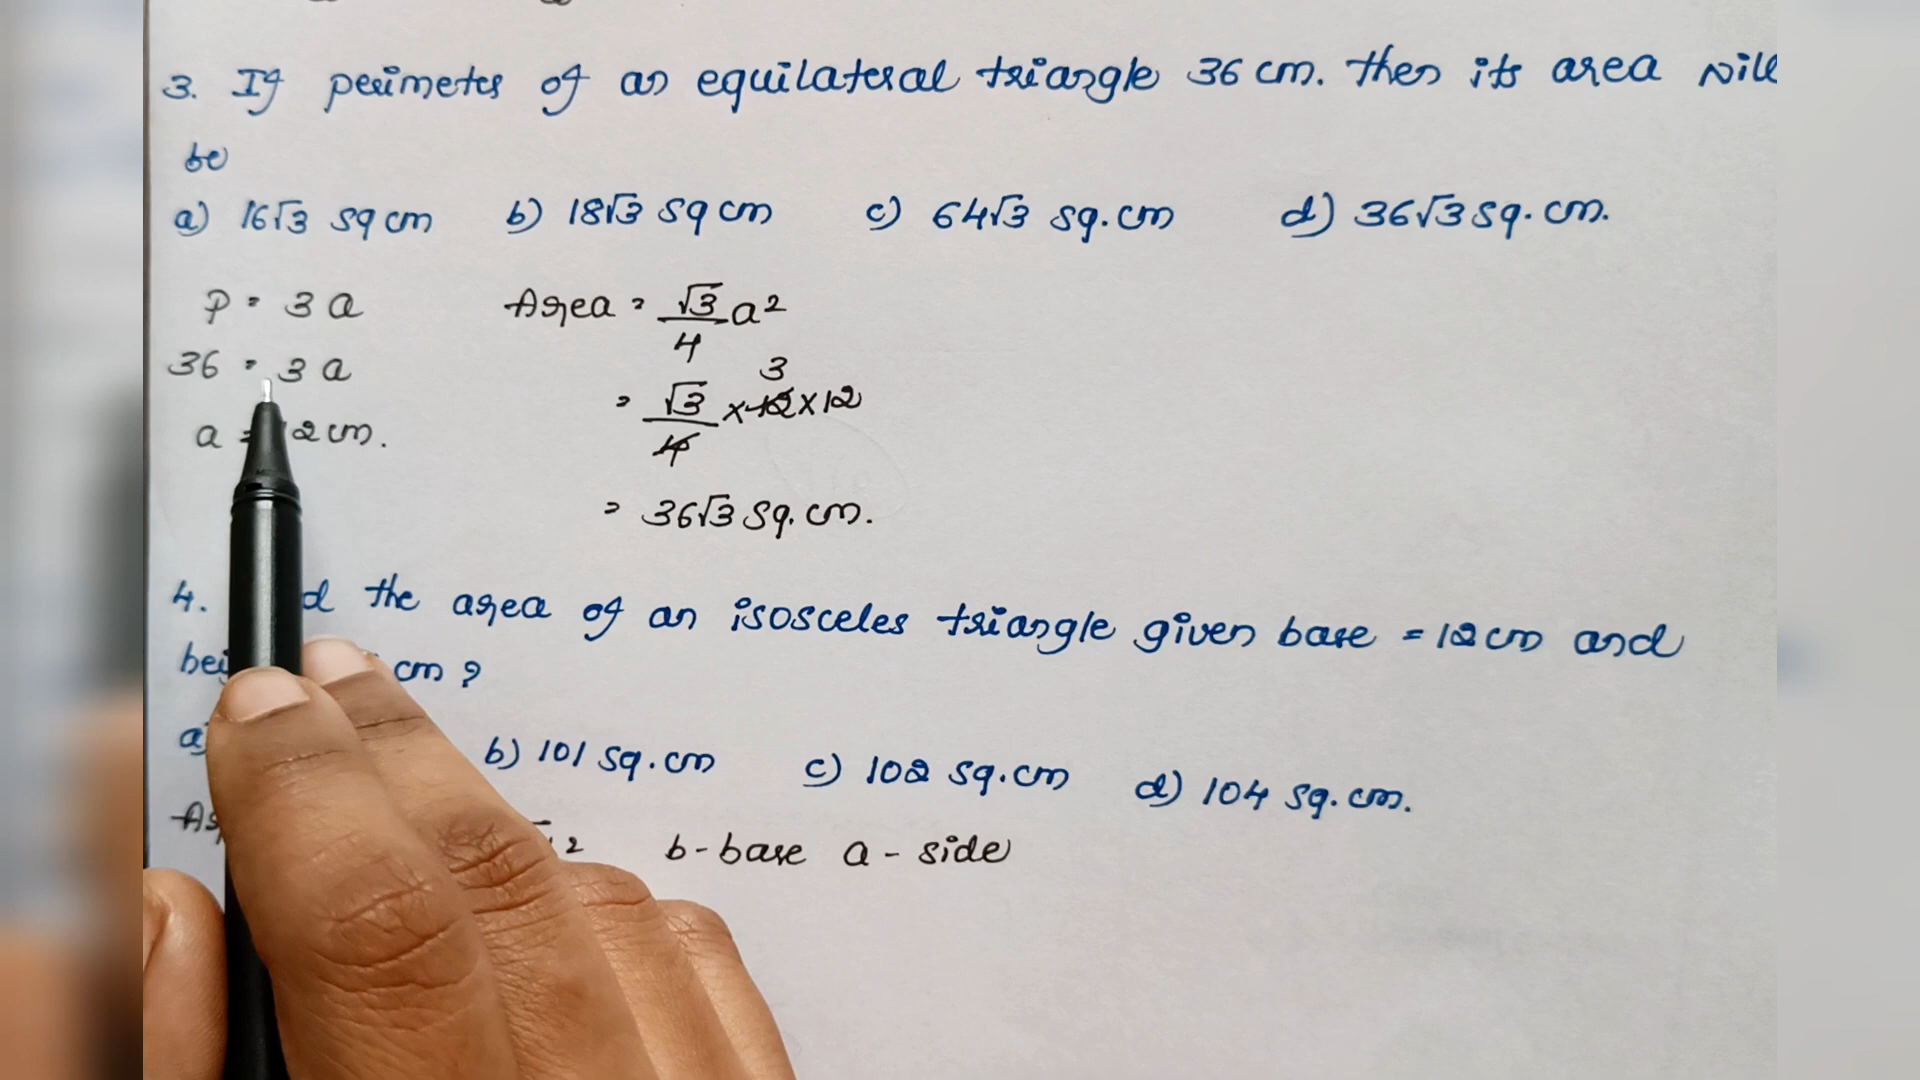 3. If perimeter of an equilateral triangle 36 cm. then its area will
be
a) 16√3 sq cm b) 18√3 sq cm c) 64√3 sq. cm d) 36√3 sq. cm.
P = 3a
Area = √3/4 a²
36 = 3a
= √3/4 × 12 × 12
3
a = 12 cm.
= 36√3 sq. cm.
4. the area of an isosceles triangle given base = 12 cm and
cm ?
a) b) 101 sq. cm c) 102 sq. cm d) 104 sq. cm.
b - base a - side